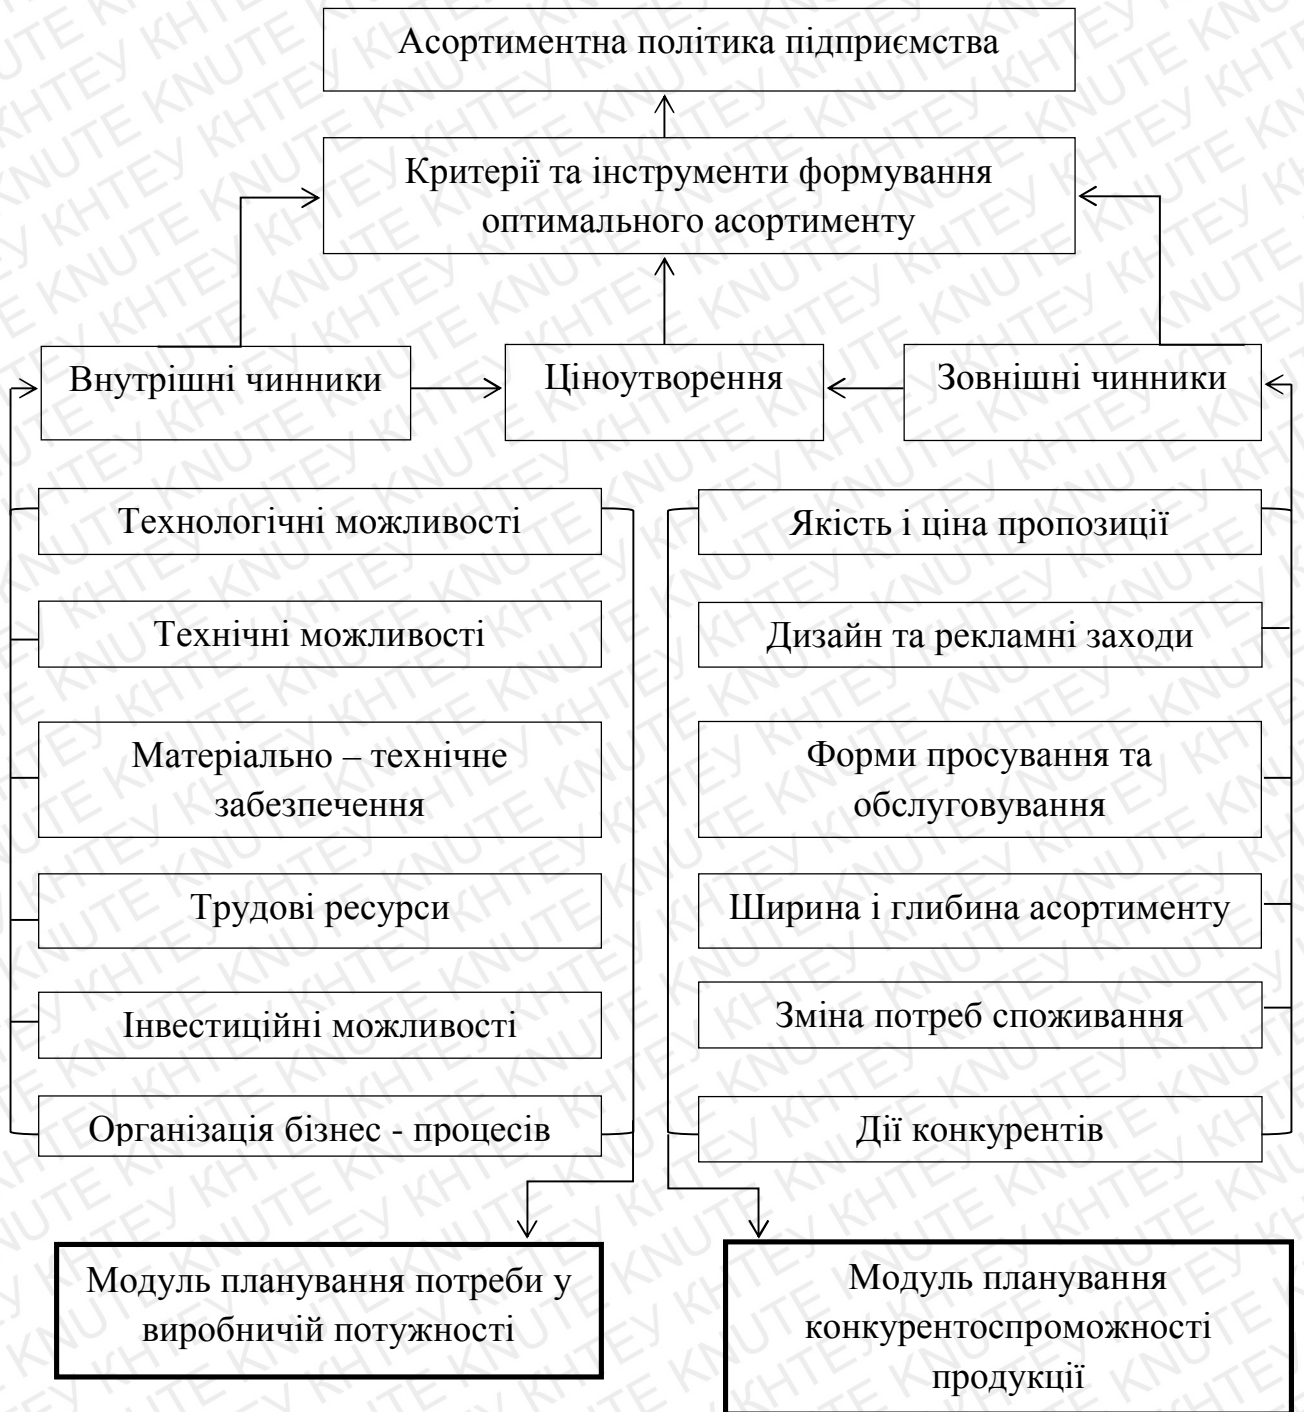 Асортиментна політика підприємства
Критерії та інструменти формування
оптимального асортименту
Внутрішні чинники
Ціноутворення
Зовнішні чинники
Технологічні можливості
Якість і ціна пропозиції
Технічні можливості
Дизайн та рекламні заходи
Матеріально – технічне
забезпечення
Форми просування та
обслуговування
Трудові ресурси
Ширина і глибина асортименту
Інвестиційні можливості
Зміна потреб споживання
Організація бізнес - процесів
Дії конкурентів
Модуль планування потреби у
виробничій потужності
Модуль планування
конкурентоспроможності
продукції